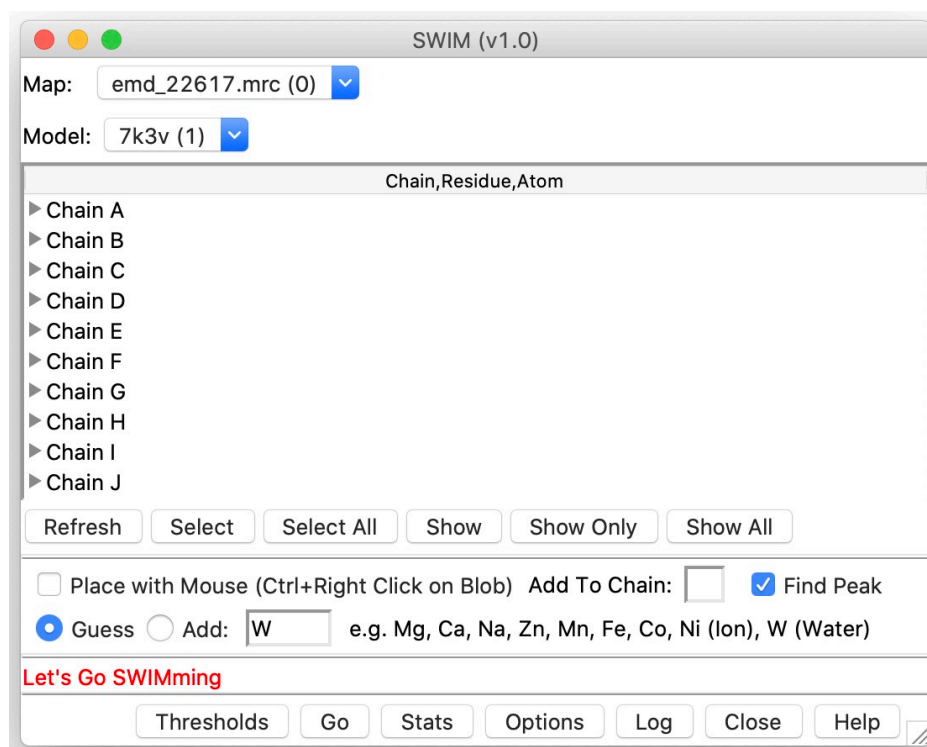 SWIM (v1.0)
Map: emd_22617.mrc (0)
Model: 7k3v (1)
Chain,Residue,Atom
Chain A
Chain B
Chain C
Chain D
Chain E
Chain F
Chain G
Chain H
Chain I
Chain J
Refresh Select Select All Show Show Only Show All
Place with Mouse (Ctrl+Right Click on Blob) Add To Chain: Find Peak
Guess Add: W e.g. Mg, Ca, Na, Zn, Mn, Fe, Co, Ni (Ion), W (Water)
Let's Go SWIMming
Thresholds Go Stats Options Log Close Help